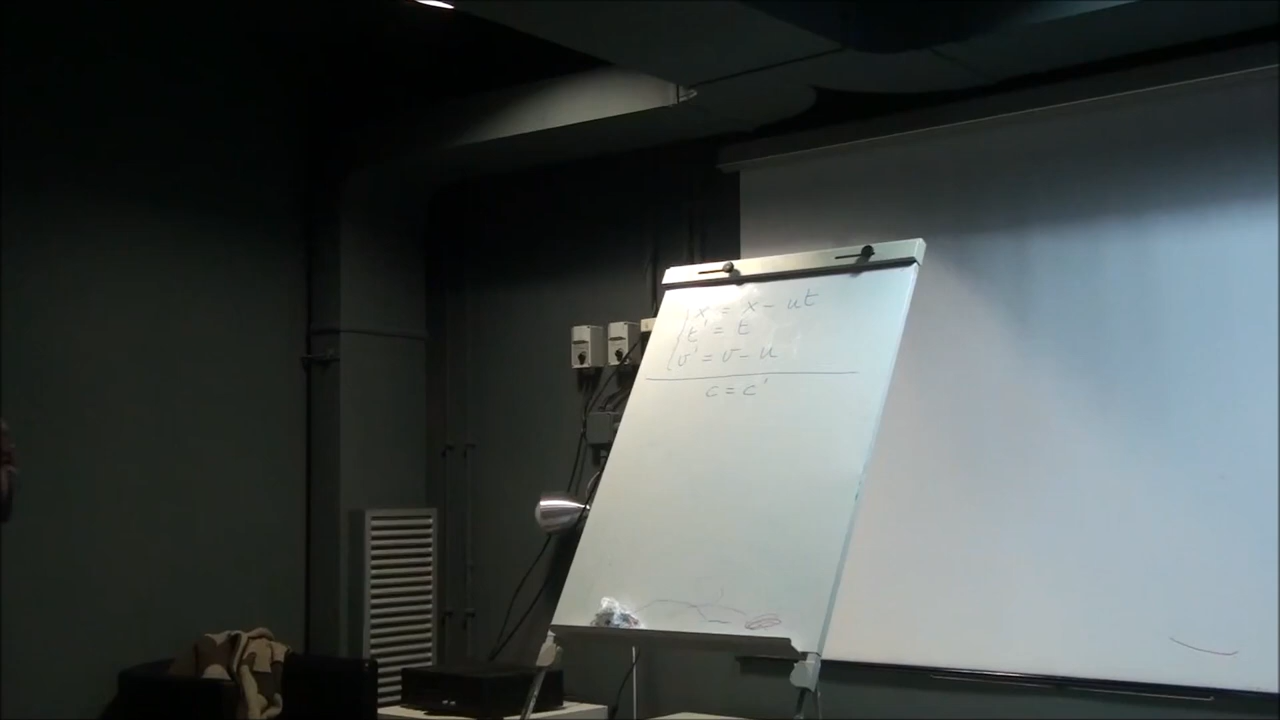 x' = x - ut
t' = t
v' = v - u
c = c'